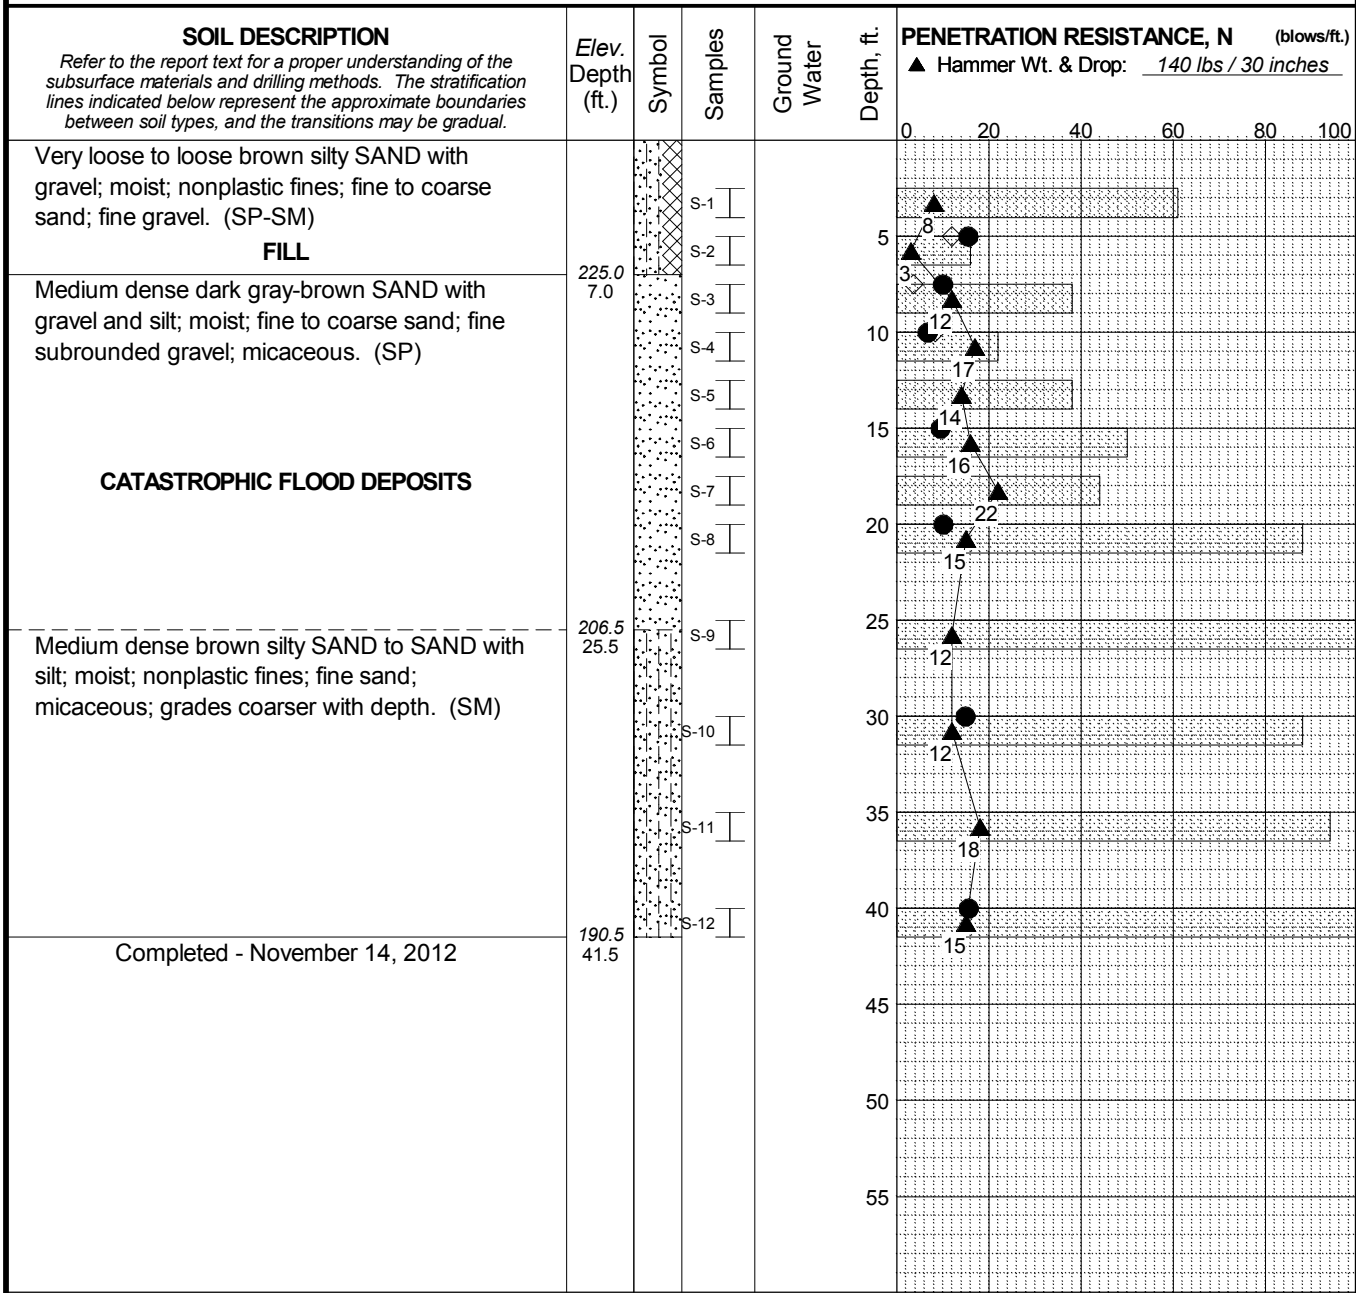 SOIL DESCRIPTION
Refer to the report text for a proper understanding of the
subsurface materials and drilling methods. The stratification
lines indicated below represent the approximate boundaries
between soil types, and the transitions may be gradual.
Elev.
Depth
(ft.)
Symbol
Samples
Ground
Water
Depth, ft.
PENETRATION RESISTANCE, N (blows/ft.)
▲ Hammer Wt. & Drop: 140 lbs / 30 inches
0 20 40 60 80 100
Very loose to loose brown silty SAND with
gravel; moist; nonplastic fines; fine to coarse
sand; fine gravel. (SP-SM)
FILL
225.0
7.0
Medium dense dark gray-brown SAND with
gravel and silt; moist; fine to coarse sand; fine
subrounded gravel; micaceous. (SP)
CATASTROPHIC FLOOD DEPOSITS
206.5
25.5
Medium dense brown silty SAND to SAND with
silt; moist; nonplastic fines; fine sand;
micaceous; grades coarser with depth. (SM)
190.5
41.5
Completed - November 14, 2012
S-1
S-2
S-3
S-4
S-5
S-6
S-7
S-8
S-9
S-10
S-11
S-12
5
10
15
20
25
30
35
40
45
50
55
8
3
12
17
14
16
22
15
12
12
18
15